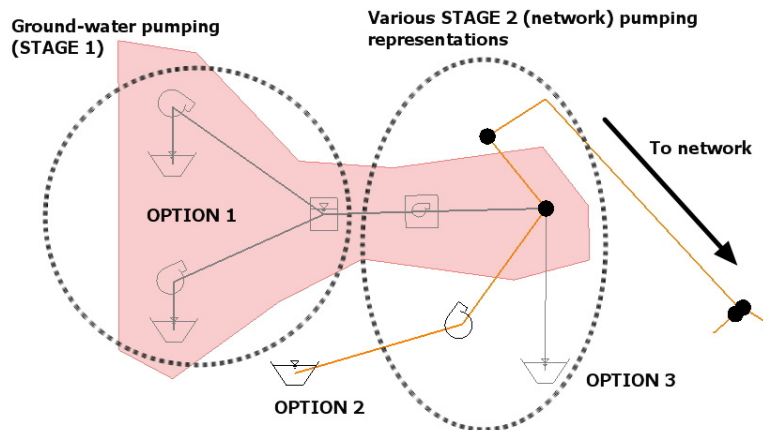 Ground-water pumping
(STAGE 1)
Various STAGE 2 (network) pumping
representations
To network
OPTION 1
OPTION 2
OPTION 3